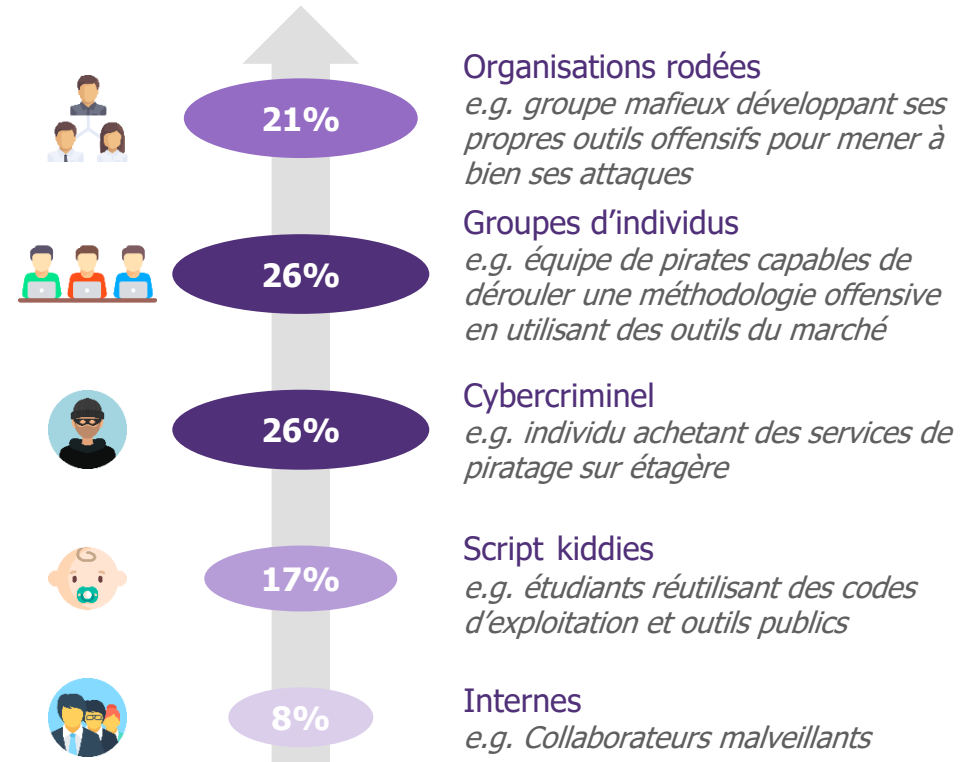 21%
Organisations rodées
e.g. groupe mafieux développant ses
propres outils offensifs pour mener à
bien ses attaques
26%
Groupes d’individus
e.g. équipe de pirates capables de
dérouler une méthodologie offensive
en utilisant des outils du marché
26%
Cybercriminel
e.g. individu achetant des services de
piratage sur étagère
17%
Script kiddies
e.g. étudiants réutilisant des codes
d’exploitation et outils publics
8%
Internes
e.g. Collaborateurs malveillants